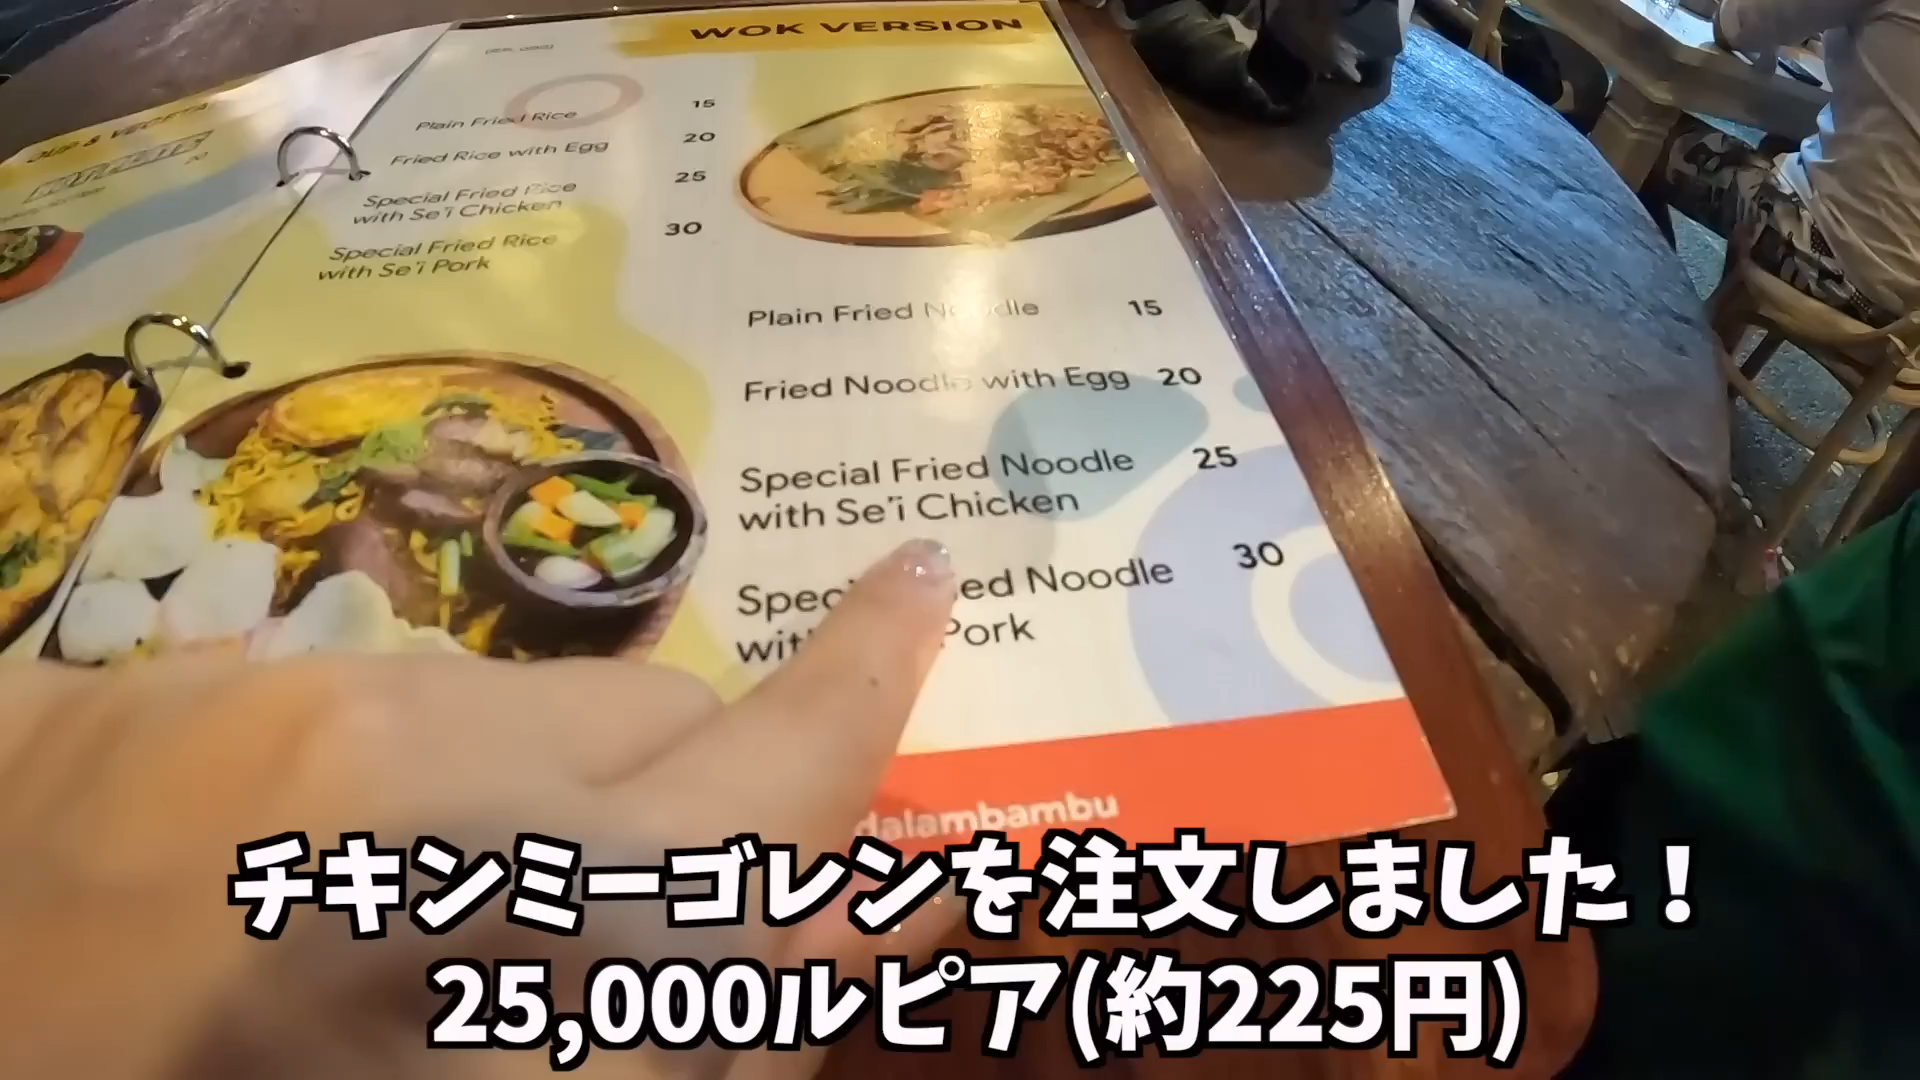 WOK VERSION
Plain Fried Rice 15
Fried Rice with Egg 20
Special Fried Rice 25
with Se'i Chicken
Special Fried Rice 30
with Se'i Pork
Plain Fried Noodle 15
Fried Noodle with Egg 20
Special Fried Noodle 25
with Se'i Chicken
Noodle 30
Pork
dalambambu
チキンミーゴレンを注文しました！
25,000ルピア(約225円)